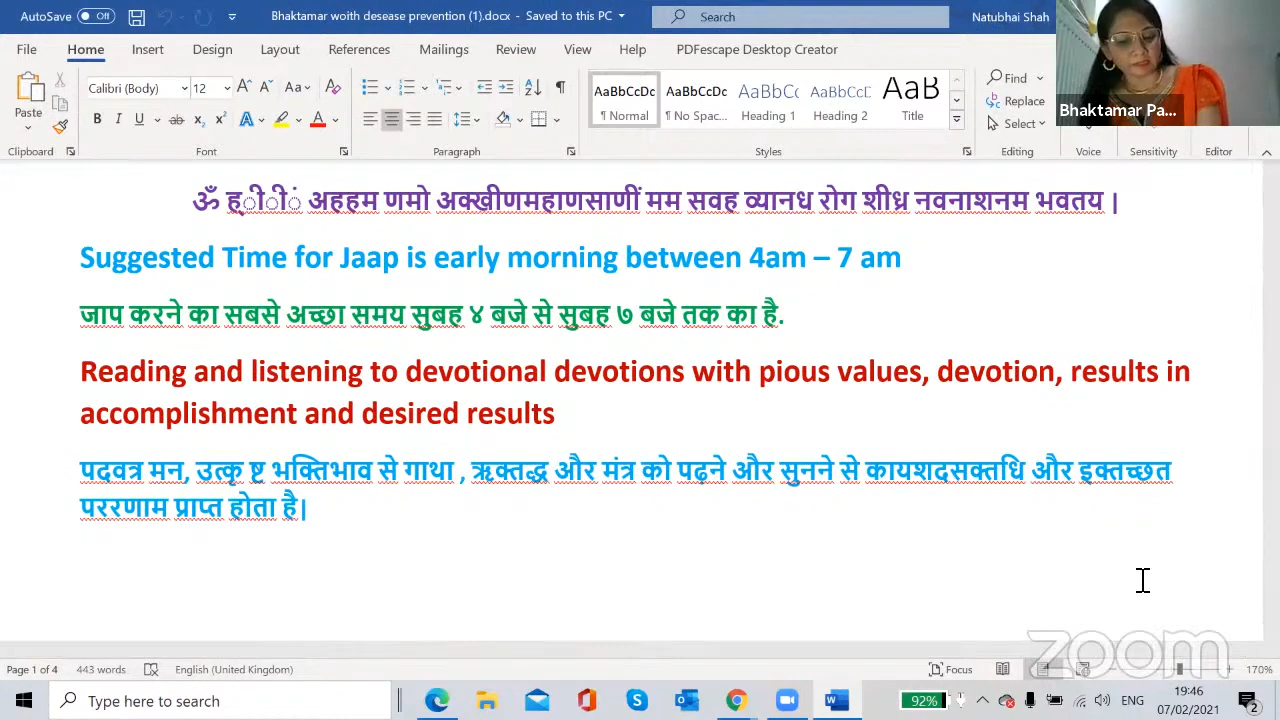 AutoSave Off Bhaktamar woith desease prevention (1).docx - Saved to this PC Search Natubhai Shah
File Home Insert Design Layout References Mailings Review View Help PDFescape Desktop Creator
Calibri (Body) 12 Find
AaBbCcDc AaBbCcDc AaBbCc AaBbCcD AaB
Paste Replace
¶ Normal ¶ No Spac... Heading 1 Heading 2 Title Select
Bhaktamar Pa...
Clipboard Font Paragraph Styles Editing Voice Sensitivity Editor
ॐ ह्ीीं अहहम णमो अक्खीणमहाणसाणीं मम सवह व्यानध रोग शीध्र नवनाशनम भवतय |
Suggested Time for Jaap is early morning between 4am – 7 am
जाप करने का सबसे अच्छा समय सुबह ४ बजे से सुबह ७ बजे तक का है.
Reading and listening to devotional devotions with pious values, devotion, results in
accomplishment and desired results
पदवत्र मन, उत्कृ ष्ट भक्तिभाव से गाथा , ऋक्तद्ध और मंत्र को पढ़ने और सुनने से कायशदसक्तधि और इक्तच्छत
पररणाम प्राप्त होता है।
zoom
Page 1 of 4 443 words English (United Kingdom) Focus 170%
Type here to search 92% ENG 19:46
07/02/2021 2